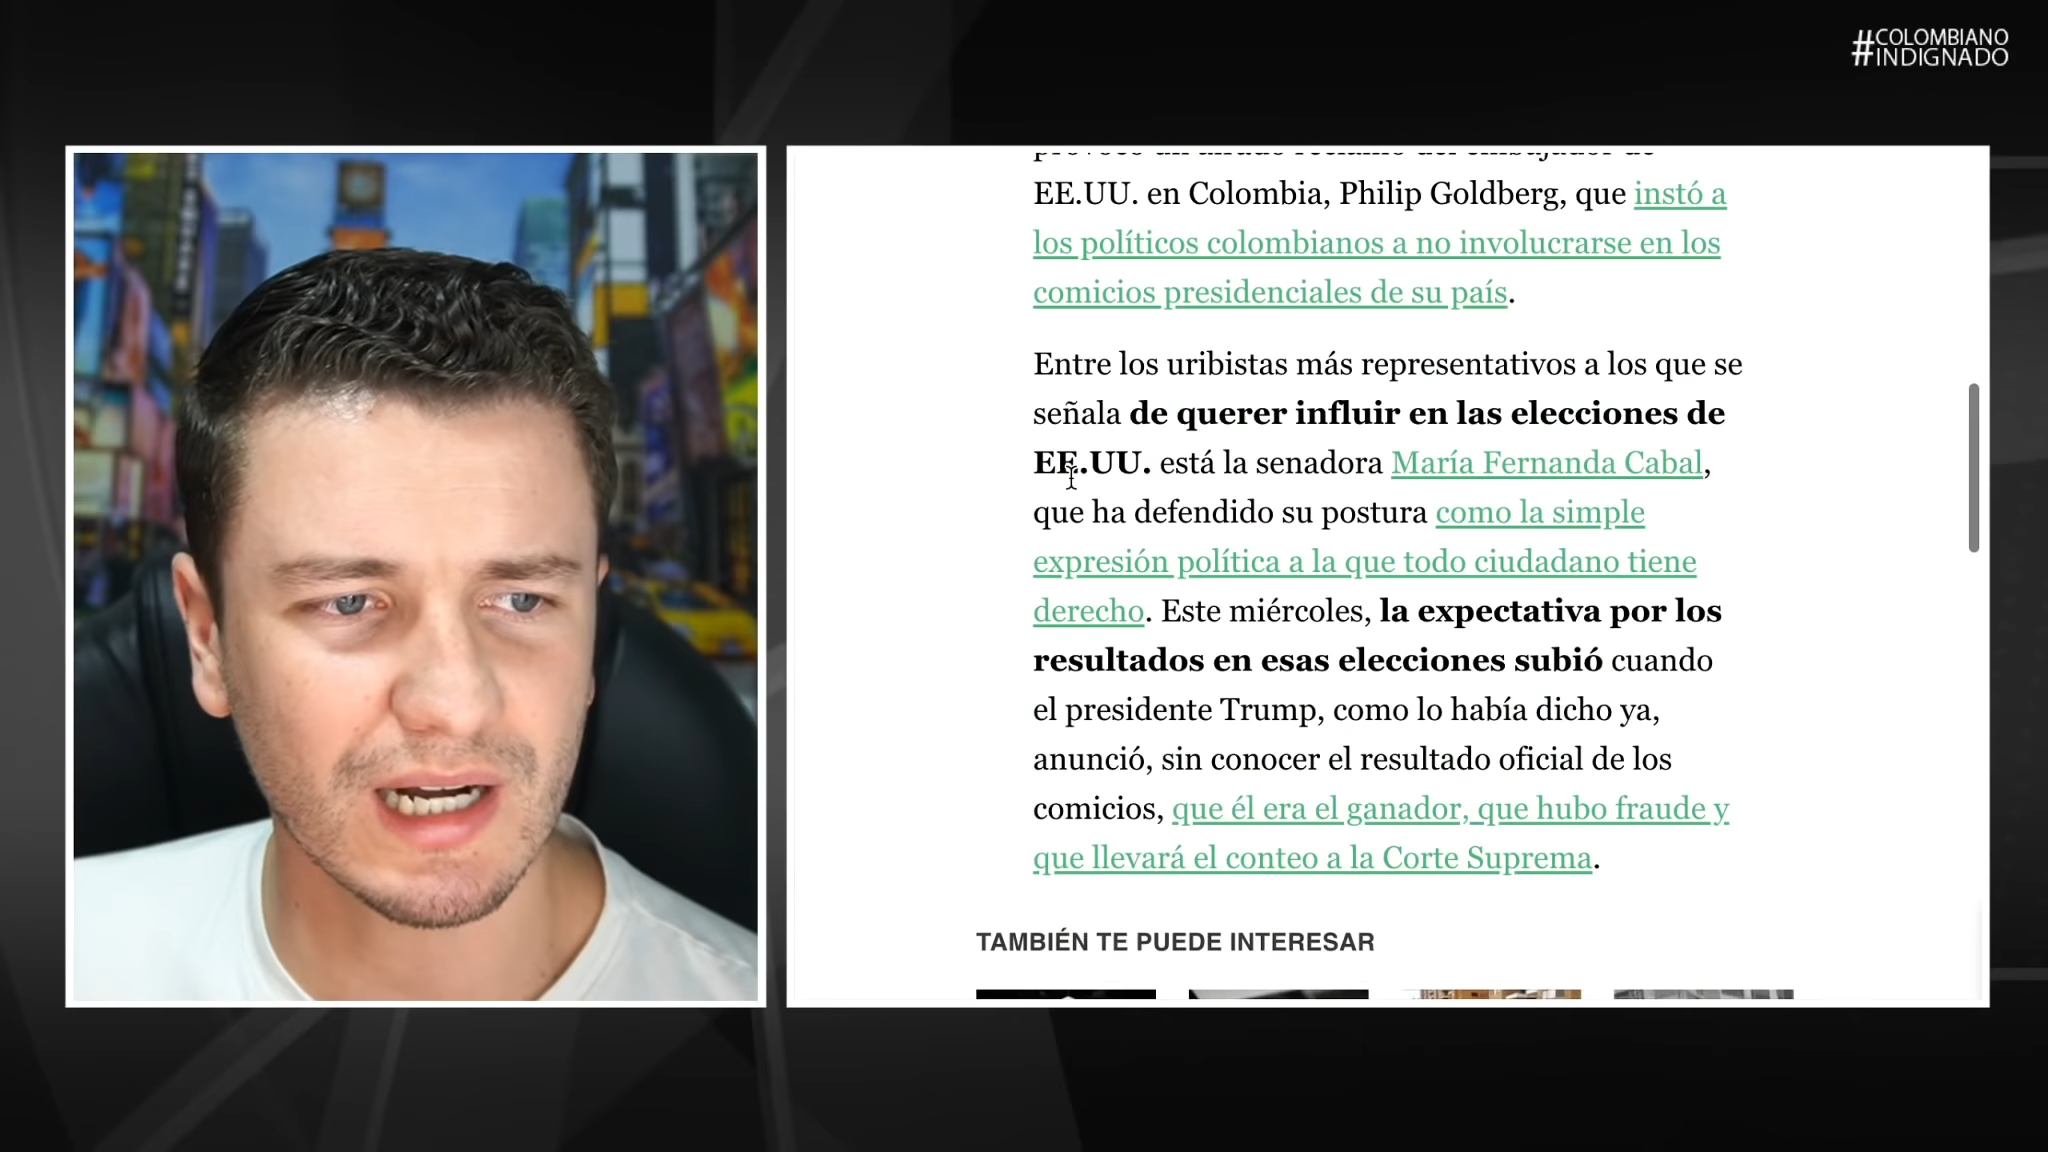 #COLOMBIANO
INDIGNADO
EE.UU. en Colombia, Philip Goldberg, que instó a
los políticos colombianos a no involucrarse en los
comicios presidenciales de su país.
Entre los uribistas más representativos a los que se
señala de querer influir en las elecciones de
EE.UU. está la senadora María Fernanda Cabal,
que ha defendido su postura como la simple
expresión política a la que todo ciudadano tiene
derecho. Este miércoles, la expectativa por los
resultados en esas elecciones subió cuando
el presidente Trump, como lo había dicho ya,
anunció, sin conocer el resultado oficial de los
comicios, que él era el ganador, que hubo fraude y
que llevará el conteo a la Corte Suprema.
TAMBIÉN TE PUEDE INTERESAR